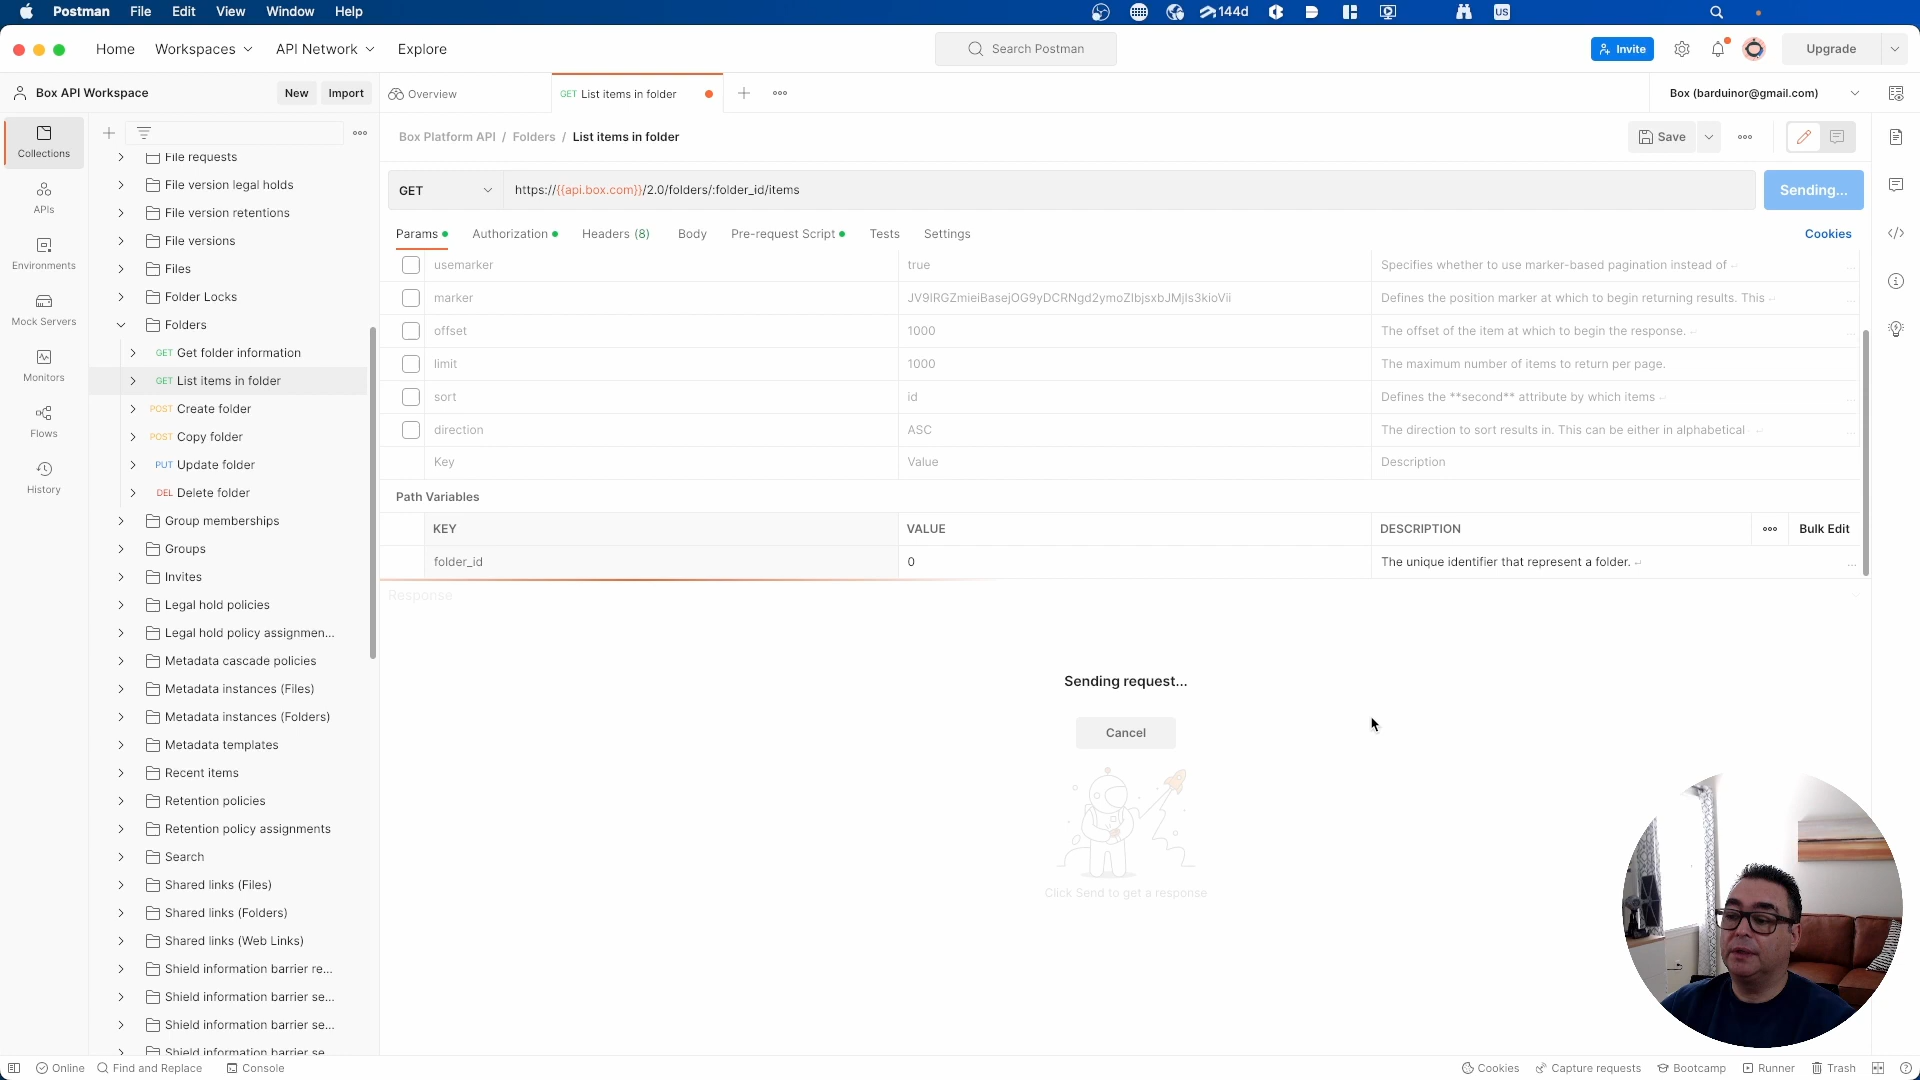 Postman File Edit View Window Help
144d
US
Home Workspaces API Network Explore
Search Postman
Invite
Upgrade
Box API Workspace
New Import
Overview
GET List items in folder
Box (barduinor@gmail.com)
Collections
APIs
Environments
Mock Servers
Monitors
Flows
History
File requests
File version legal holds
File version retentions
File versions
Files
Folder Locks
Folders
GET Get folder information
GET List items in folder
POST Create folder
POST Copy folder
PUT Update folder
DEL Delete folder
Group memberships
Groups
Invites
Legal hold policies
Legal hold policy assignmen...
Metadata cascade policies
Metadata instances (Files)
Metadata instances (Folders)
Metadata templates
Recent items
Retention policies
Retention policy assignments
Search
Shared links (Files)
Shared links (Folders)
Shared links (Web Links)
Shield information barrier re...
Shield information barrier se...
Shield information barrier se...
Shield information barrier se...
Box Platform API / Folders / List items in folder
Save
GET
https://{{api.box.com}}/2.0/folders/:folder_id/items
Sending...
Params Authorization Headers (8) Body Pre-request Script Tests Settings
Cookies
usemarker true Specifies whether to use marker-based pagination instead of
marker Defines the position marker at which to begin returning results. This
offset 1000 The offset of the item at which to begin the response.
limit 1000 The maximum number of items to return per page.
sort id Defines the **second** attribute by which items
direction ASC The direction to sort results in. This can be either in alphabetical
Key Value Description
Path Variables
KEY VALUE DESCRIPTION Bulk Edit
folder_id 0 The unique identifier that represent a folder.
Response
Sending request...
Cancel
Click Send to get a response
Online Find and Replace Console
Cookies Capture requests Bootcamp Runner Trash